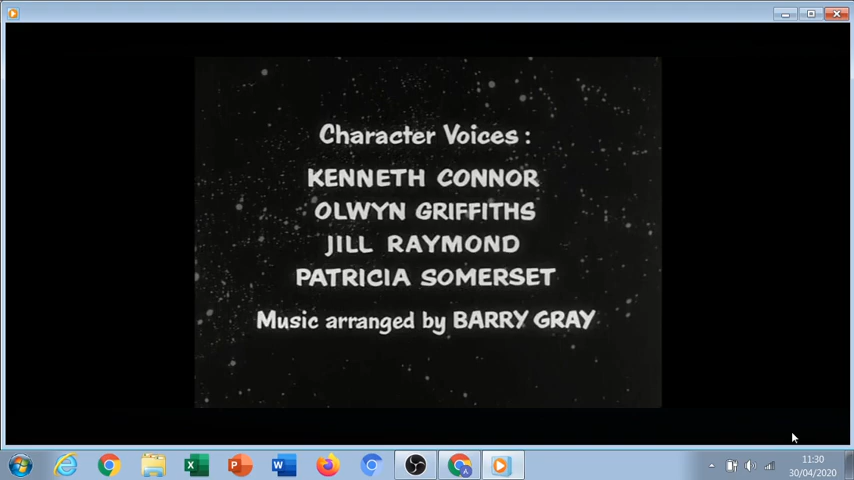 Character Voices :
KENNETH CONNOR
OLWYN GRIFFITHS
JILL RAYMOND
PATRICIA SOMERSET
Music arranged by BARRY GRAY
11:30
30/04/2020